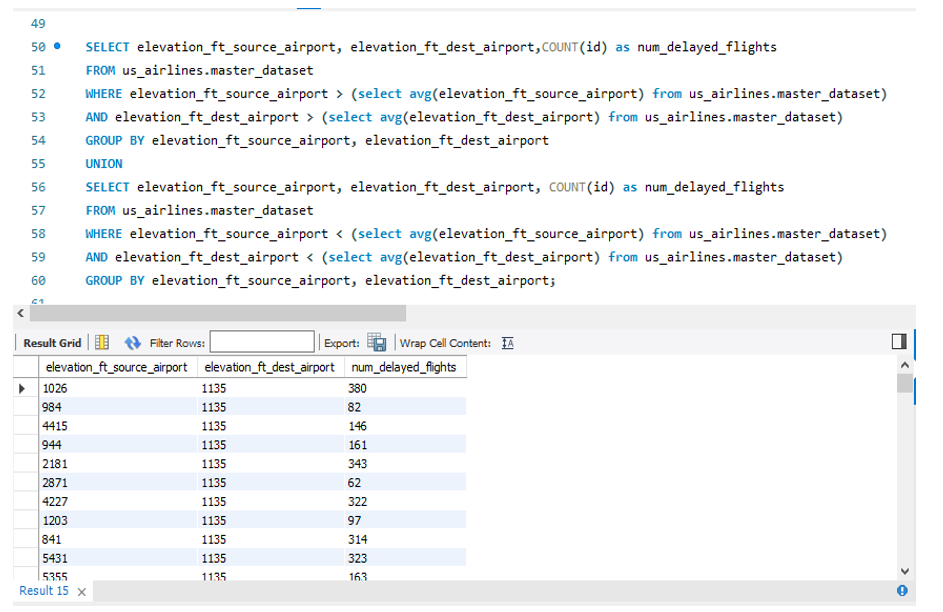 49
50 SELECT elevation_ft_source_airport, elevation_ft_dest_airport,COUNT(id) as num_delayed_flights
51 FROM us_airlines.master_dataset
52 WHERE elevation_ft_source_airport > (select avg(elevation_ft_source_airport) from us_airlines.master_dataset)
53 AND elevation_ft_dest_airport > (select avg(elevation_ft_dest_airport) from us_airlines.master_dataset)
54 GROUP BY elevation_ft_source_airport, elevation_ft_dest_airport
55 UNION
56 SELECT elevation_ft_source_airport, elevation_ft_dest_airport, COUNT(id) as num_delayed_flights
57 FROM us_airlines.master_dataset
58 WHERE elevation_ft_source_airport < (select avg(elevation_ft_source_airport) from us_airlines.master_dataset)
59 AND elevation_ft_dest_airport < (select avg(elevation_ft_dest_airport) from us_airlines.master_dataset)
60 GROUP BY elevation_ft_source_airport, elevation_ft_dest_airport;
61
Result Grid Filter Rows: Export: Wrap Cell Content:
elevation_ft_source_airport elevation_ft_dest_airport num_delayed_flights
1026 1135 380
984 1135 82
4415 1135 146
944 1135 161
2181 1135 343
2871 1135 62
4227 1135 322
1203 1135 97
841 1135 314
5431 1135 323
5355 1135 163
Result 15